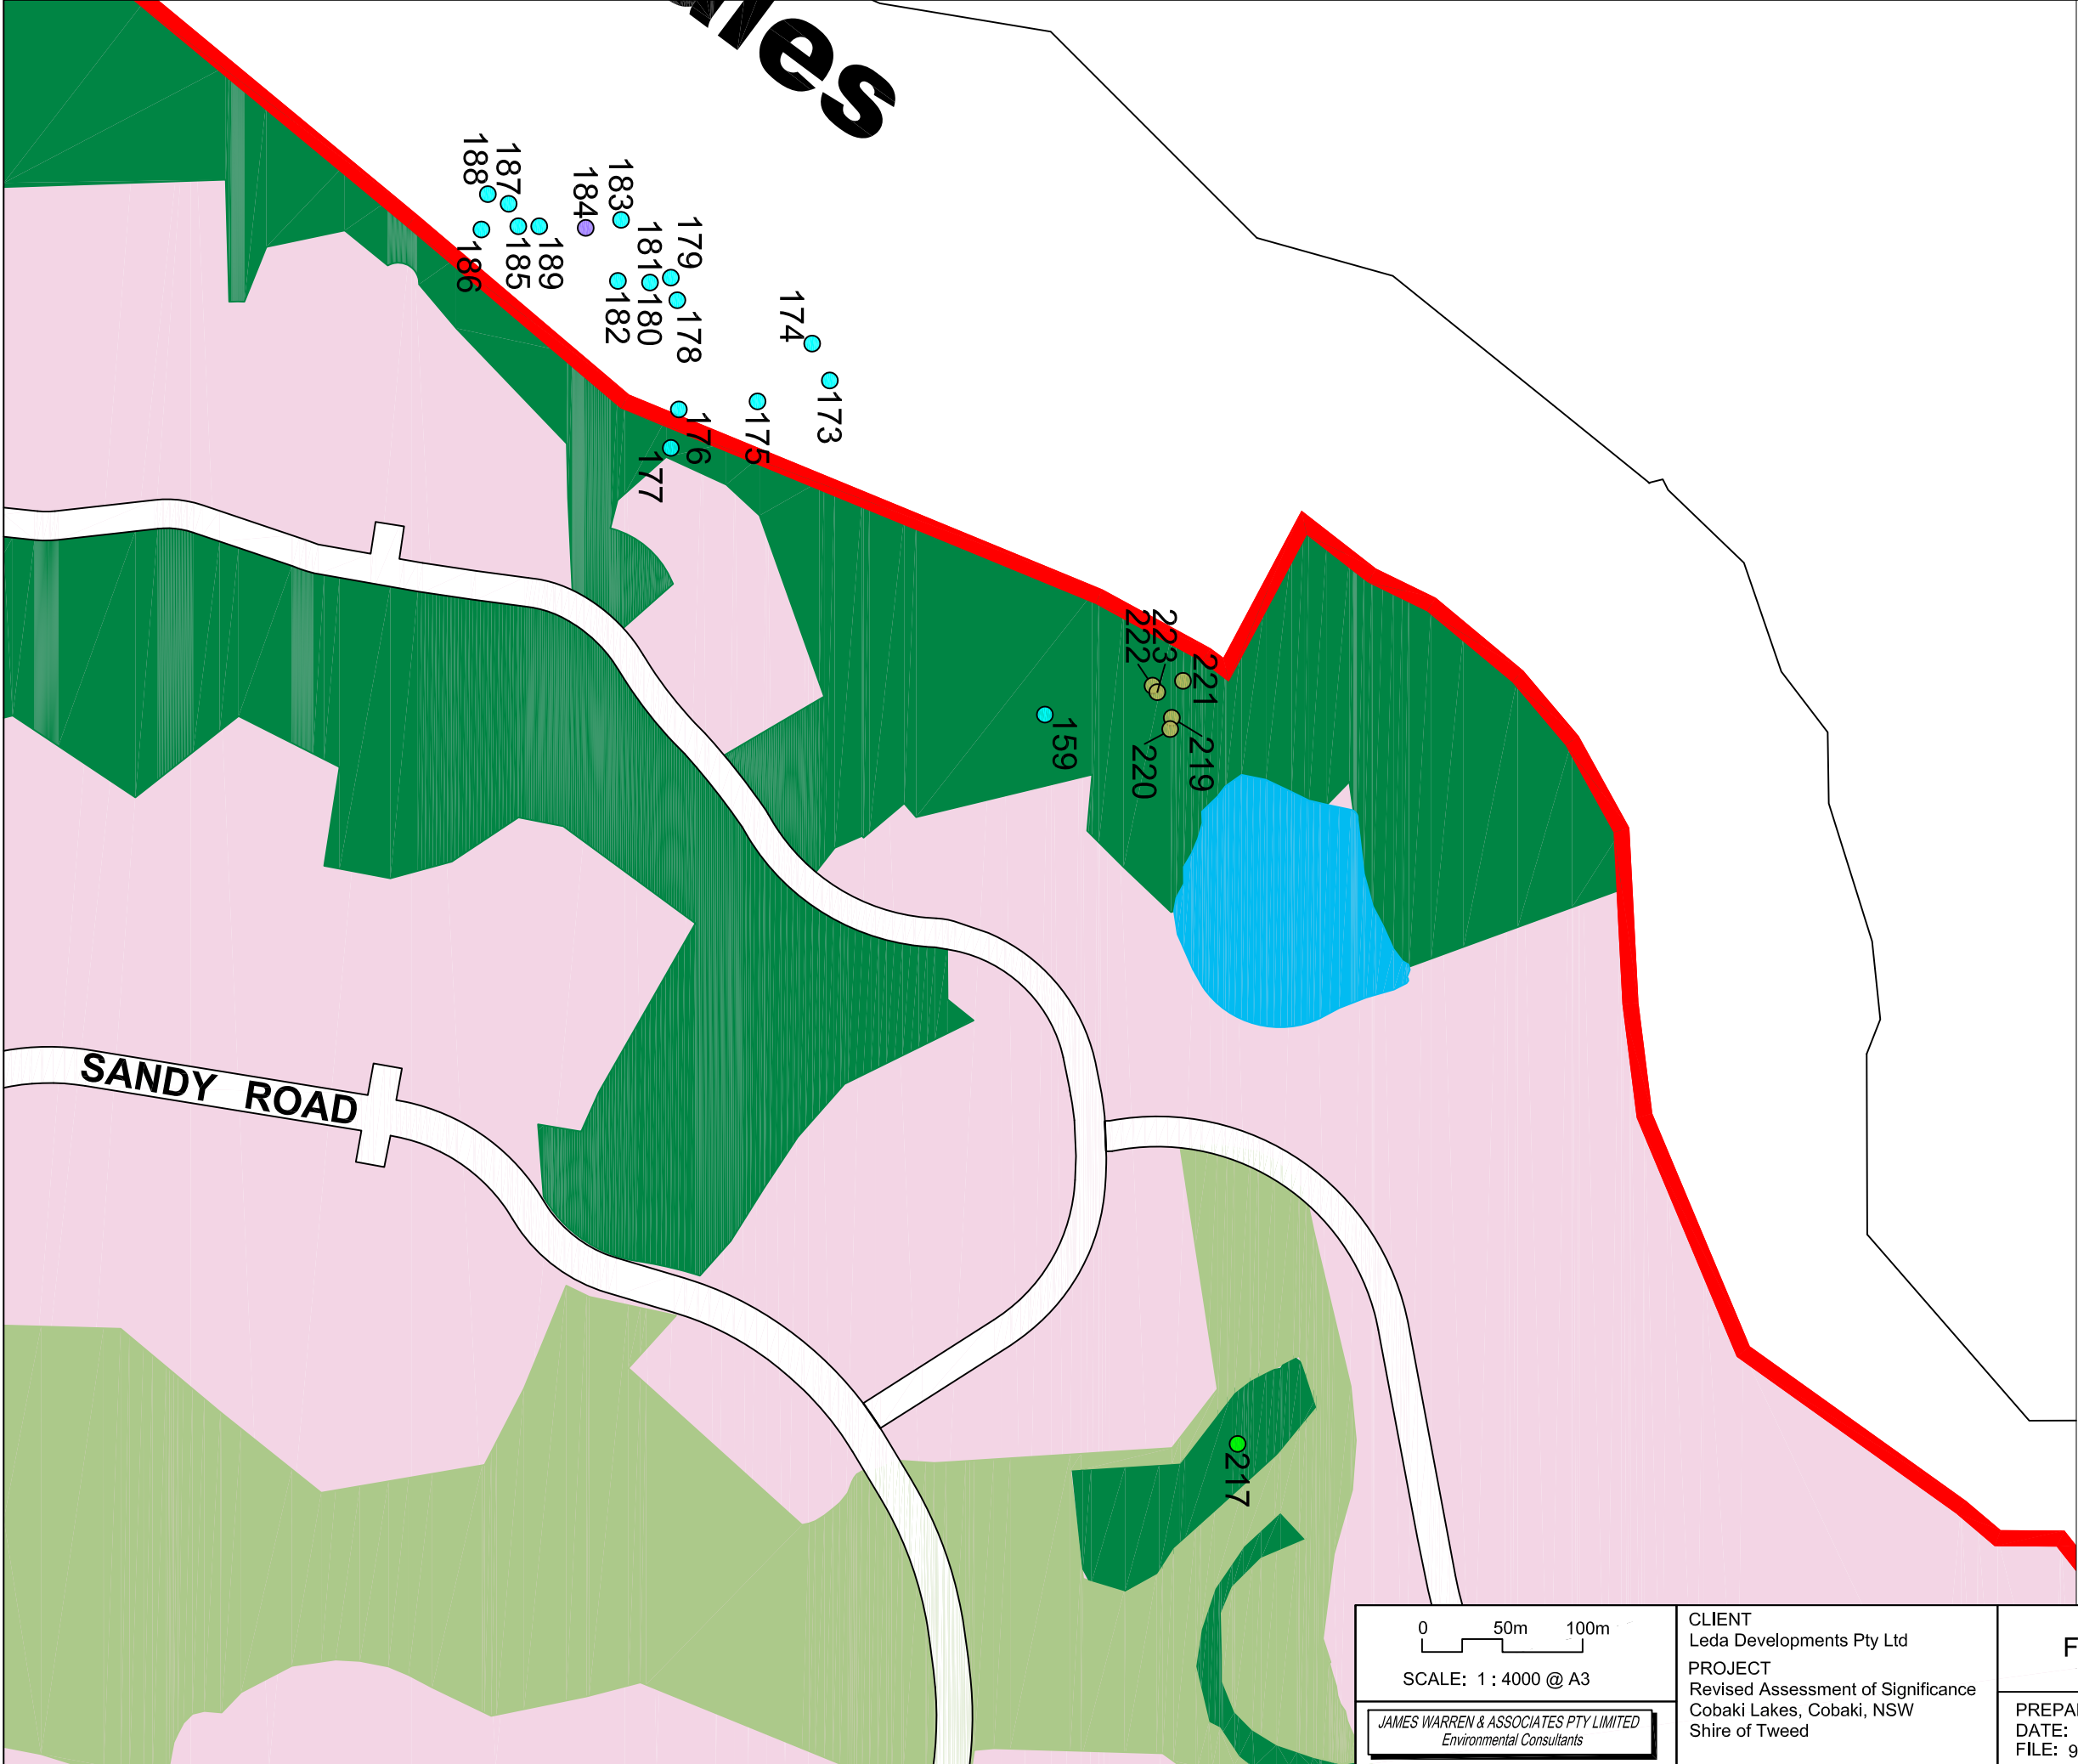 188
187
184
183
179
181
186
185
189
182
180
178
174
173
176
175
177
222
223
221
159
220
219
SANDY ROAD
217
0 50m 100m
SCALE: 1 : 4000 @ A3
JAMES WARREN & ASSOCIATES PTY LIMITED
Environmental Consultants
CLIENT
Leda Developments Pty Ltd
PROJECT
Revised Assessment of Significance
Cobaki Lakes, Cobaki, NSW
Shire of Tweed
F
PREPA
DATE:
FILE: 9